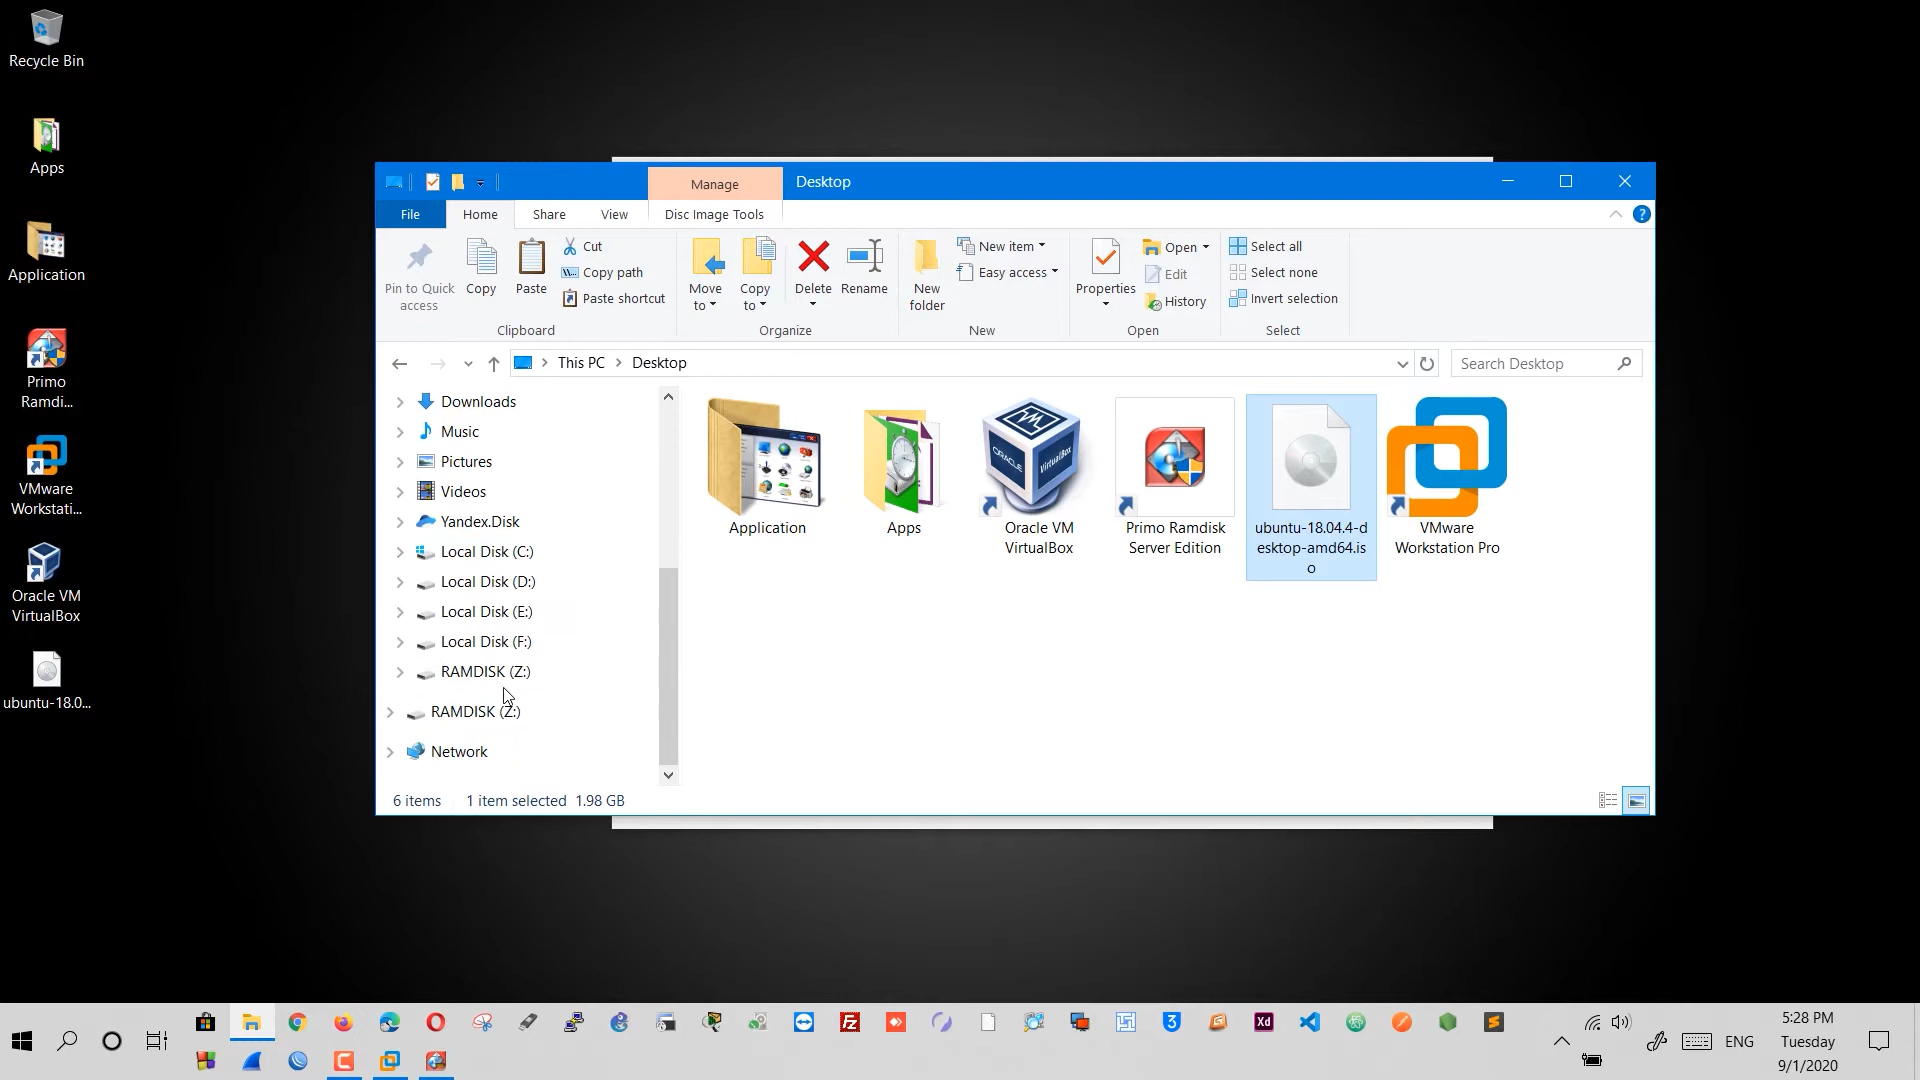 Recycle Bin
Apps
Application
Primo
Ramdi...
VMware
Workstati...
Oracle VM
VirtualBox
ubuntu-18.0...
Manage
Desktop
File
Home
Share
View
Disc Image Tools
Pin to Quick
access
Copy
Paste
Cut
Copy path
Paste shortcut
Clipboard
Move
to
Copy
to
Delete
Rename
Organize
New
folder
New item
Easy access
New
Properties
Open
Edit
History
Open
Select all
Select none
Invert selection
Select
This PC
Desktop
Search Desktop
Downloads
Music
Pictures
Videos
Yandex.Disk
Local Disk (C:)
Local Disk (D:)
Local Disk (E:)
Local Disk (F:)
RAMDISK (Z:)
RAMDISK (Z:)
Network
Application
Apps
Oracle VM
VirtualBox
Primo Ramdisk
Server Edition
ubuntu-18.04.4-d
esktop-amd64.is
o
VMware
Workstation Pro
6 items
1 item selected 1.98 GB
ENG
5:28 PM
Tuesday
9/1/2020